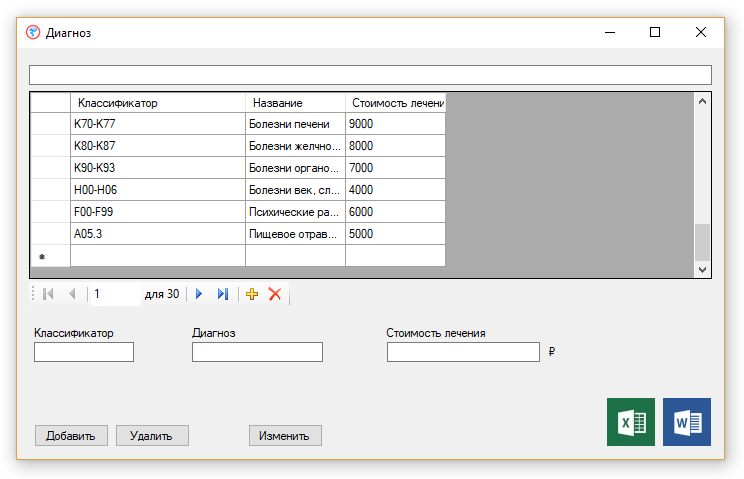 Диагноз
Классификатор Название Стоимость лечени
K70-K77 Болезни печени 9000
K80-K87 Болезни желчно... 8000
K90-K93 Болезни органо... 7000
H00-H06 Болезни век, сл... 4000
F00-F99 Психические ра... 6000
A05.3 Пищевое отрав... 5000
1 для 30
Классификатор Диагноз Стоимость лечения
₽
Добавить Удалить Изменить
X W